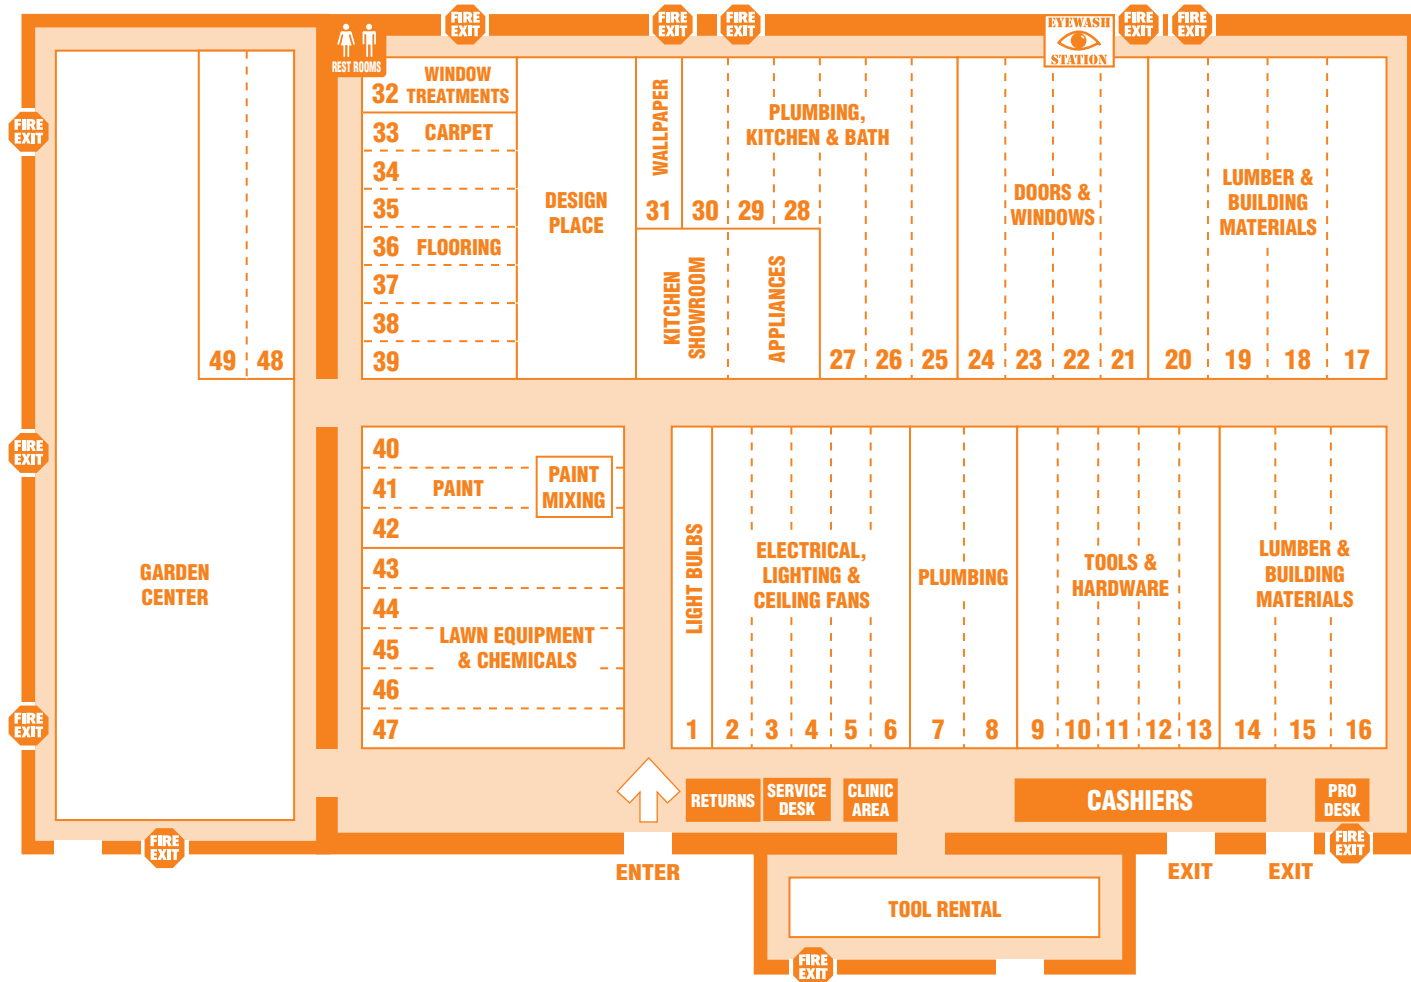 FIRE
EXIT
FIRE
EXIT
FIRE
EXIT
EYEWASH
STATION
FIRE
EXIT
FIRE
EXIT
REST ROOMS
FIRE
EXIT
32 WINDOW
TREATMENTS
33 CARPET
34
35
36 FLOORING
37
38
39
DESIGN
PLACE
WALLPAPER
31 30 29 28
PLUMBING,
KITCHEN & BATH
KITCHEN
SHOWROOM
APPLIANCES
27 26 25
DOORS &
WINDOWS
24 23 22 21
LUMBER &
BUILDING
MATERIALS
20 19 18 17
49 48
FIRE
EXIT
GARDEN
CENTER
40
41 PAINT
42
PAINT
MIXING
43
44
45
46
47
LAWN EQUIPMENT
& CHEMICALS
LIGHT BULBS
1
ELECTRICAL,
LIGHTING &
CEILING FANS
2 3 4 5 6
PLUMBING
7 8
TOOLS &
HARDWARE
9 10 11 12 13
LUMBER &
BUILDING
MATERIALS
14 15 16
FIRE
EXIT
RETURNS
SERVICE
DESK
CLINIC
AREA
CASHIERS
PRO
DESK
FIRE
EXIT
FIRE
EXIT
ENTER
EXIT
EXIT
TOOL RENTAL
FIRE
EXIT